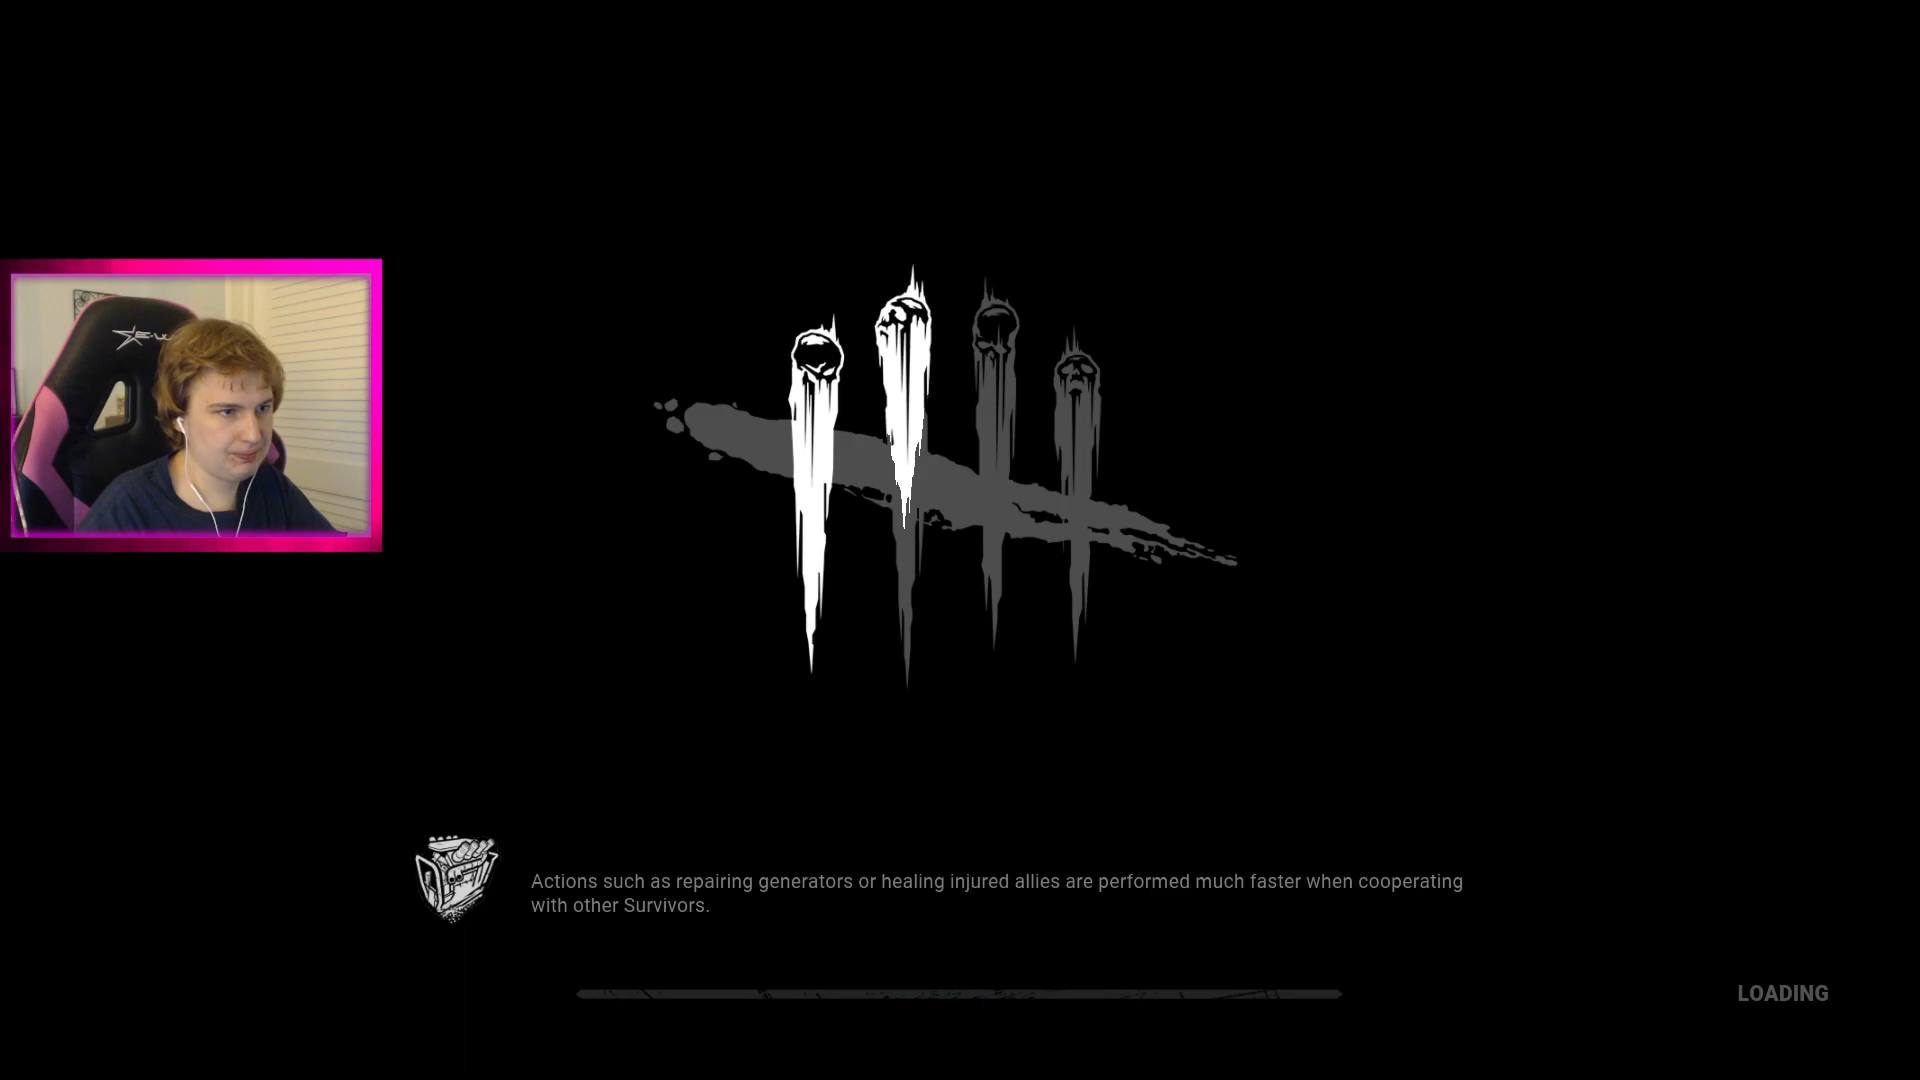 Actions such as repairing generators or healing injured allies are performed much faster when cooperating
with other Survivors.
LOADING